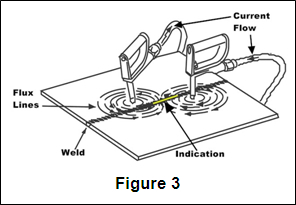 Current
Flow
Flux
Lines
Weld
Indication
Figure 3